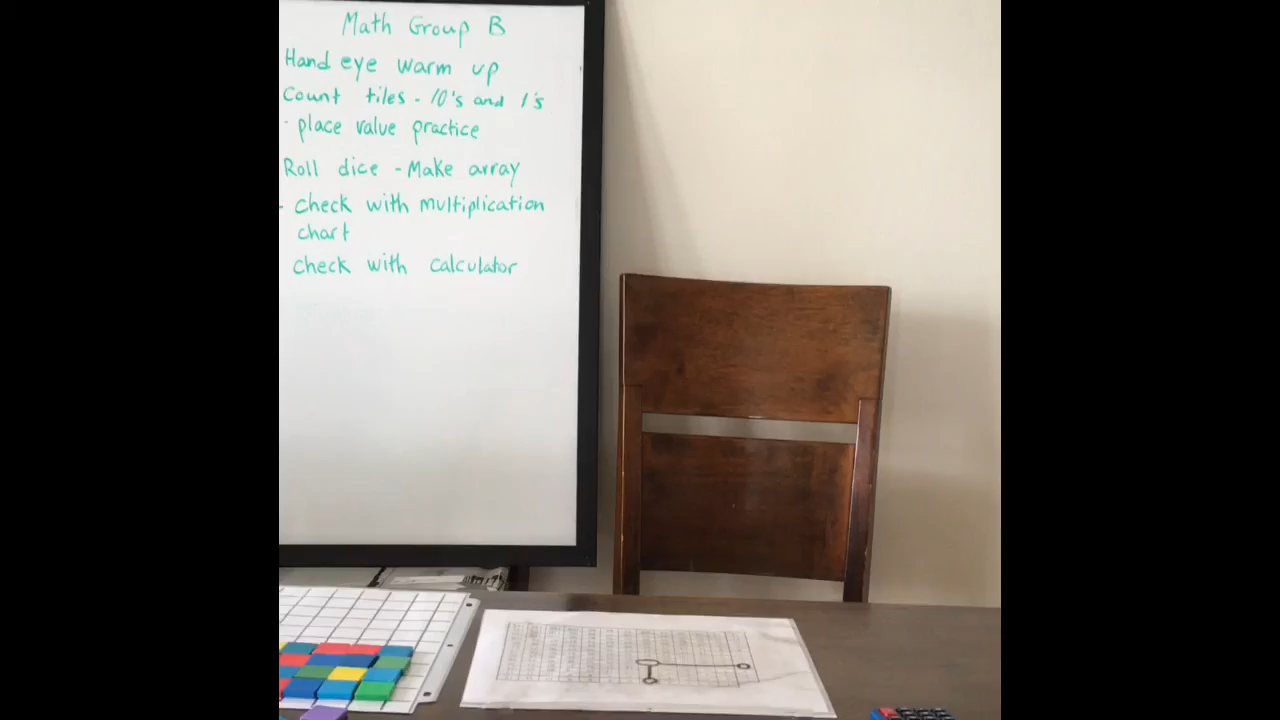 Math Group B
Hand eye warm up
Count tiles - 10's and 1's
· place value practice
Roll dice - Make array
- check with multiplication
chart
check with calculator